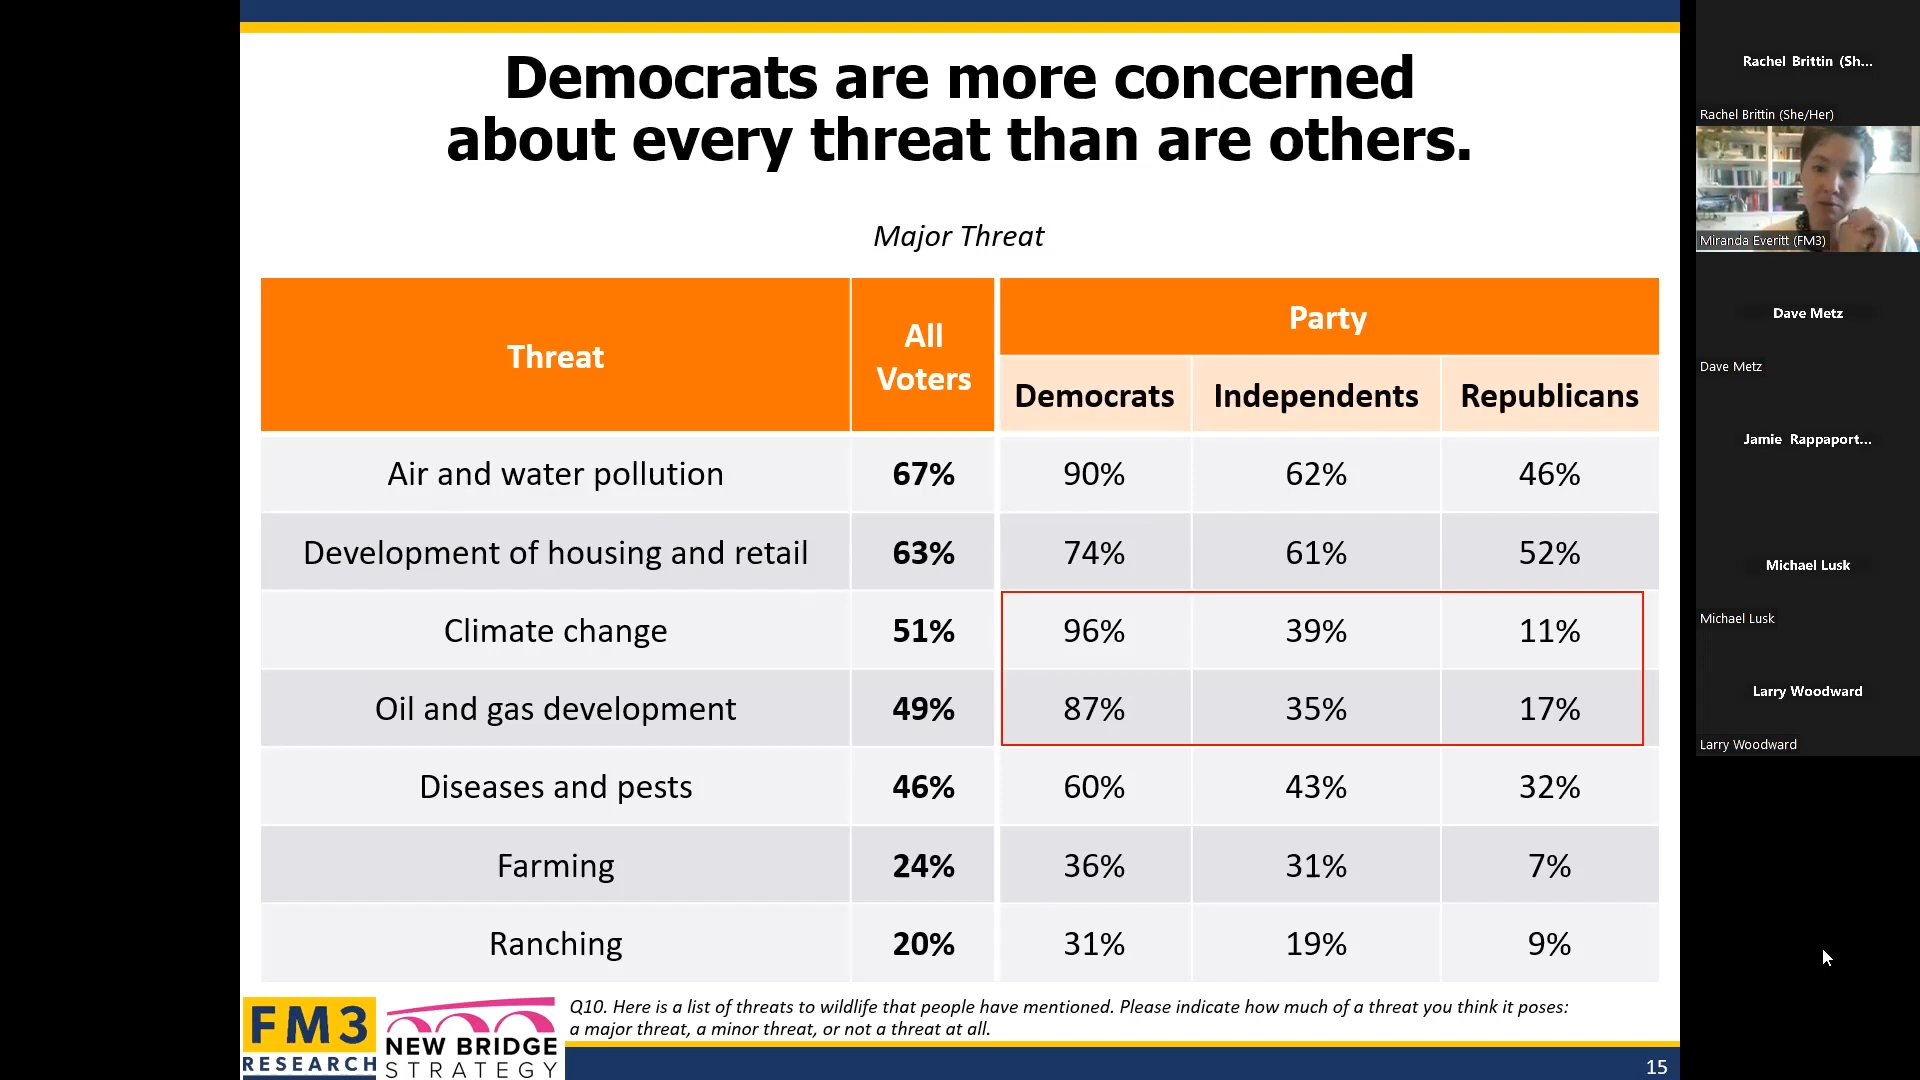 Democrats are more concerned
about every threat than are others.
Major Threat
Threat
All
Voters
Party
Democrats
Independents
Republicans
Air and water pollution 67% 90% 62% 46%
Development of housing and retail 63% 74% 61% 52%
Climate change 51% 96% 39% 11%
Oil and gas development 49% 87% 35% 17%
Diseases and pests 46% 60% 43% 32%
Farming 24% 36% 31% 7%
Ranching 20% 31% 19% 9%
FM3
RESEARCH
NEW BRIDGE
STRATEGY
Q10. Here is a list of threats to wildlife that people have mentioned. Please indicate how much of a threat you think it poses:
a major threat, a minor threat, or not a threat at all.
15
Rachel Brittin (Sh...
Rachel Brittin (She/Her)
Miranda Everitt (FM3)
Dave Metz
Dave Metz
Jamie Rappaport...
Michael Lusk
Michael Lusk
Larry Woodward
Larry Woodward